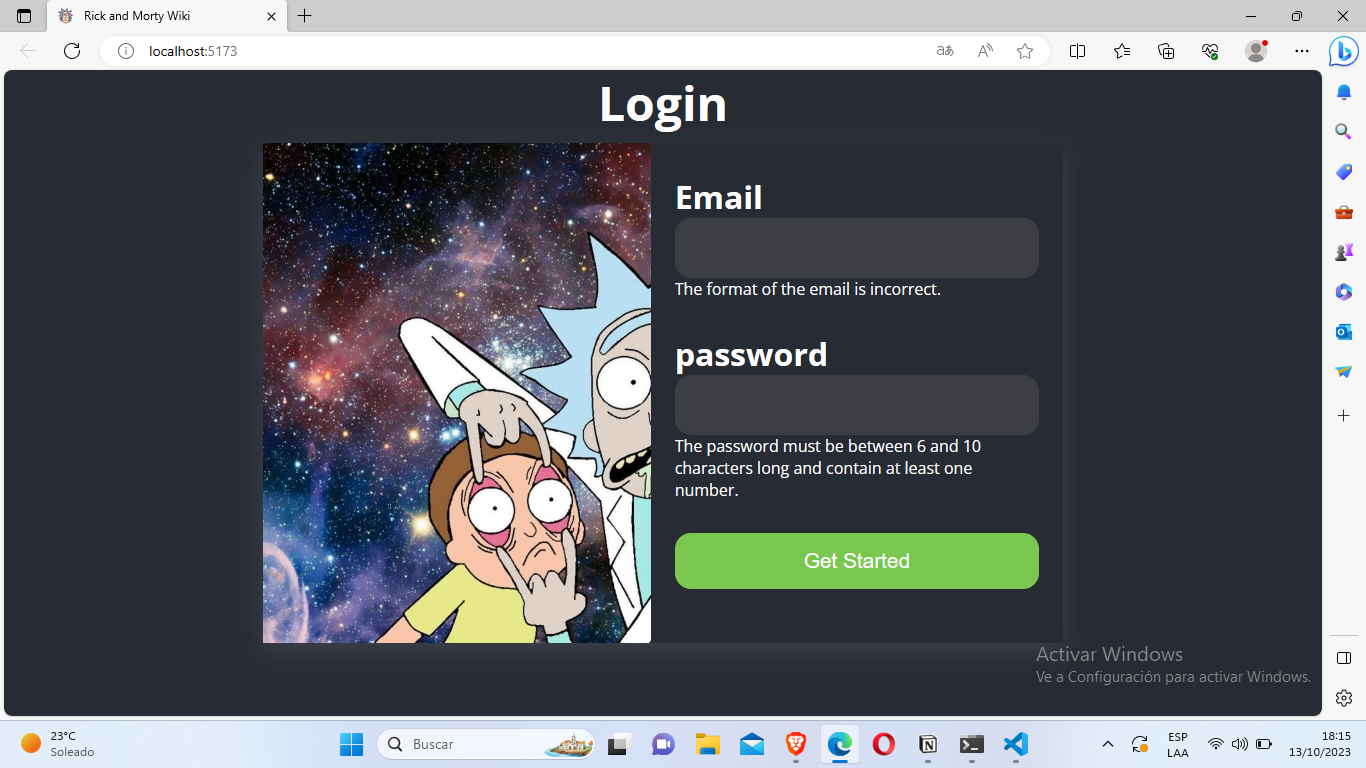 Rick and Morty Wiki
localhost:5173
aあ
Login
Email
The format of the email is incorrect.
password
The password must be between 6 and 10
characters long and contain at least one
number.
Get Started
Activar Windows
Ve a Configuración para activar Windows.
23°C
Soleado
Buscar
ESP
LAA
18:15
13/10/2023